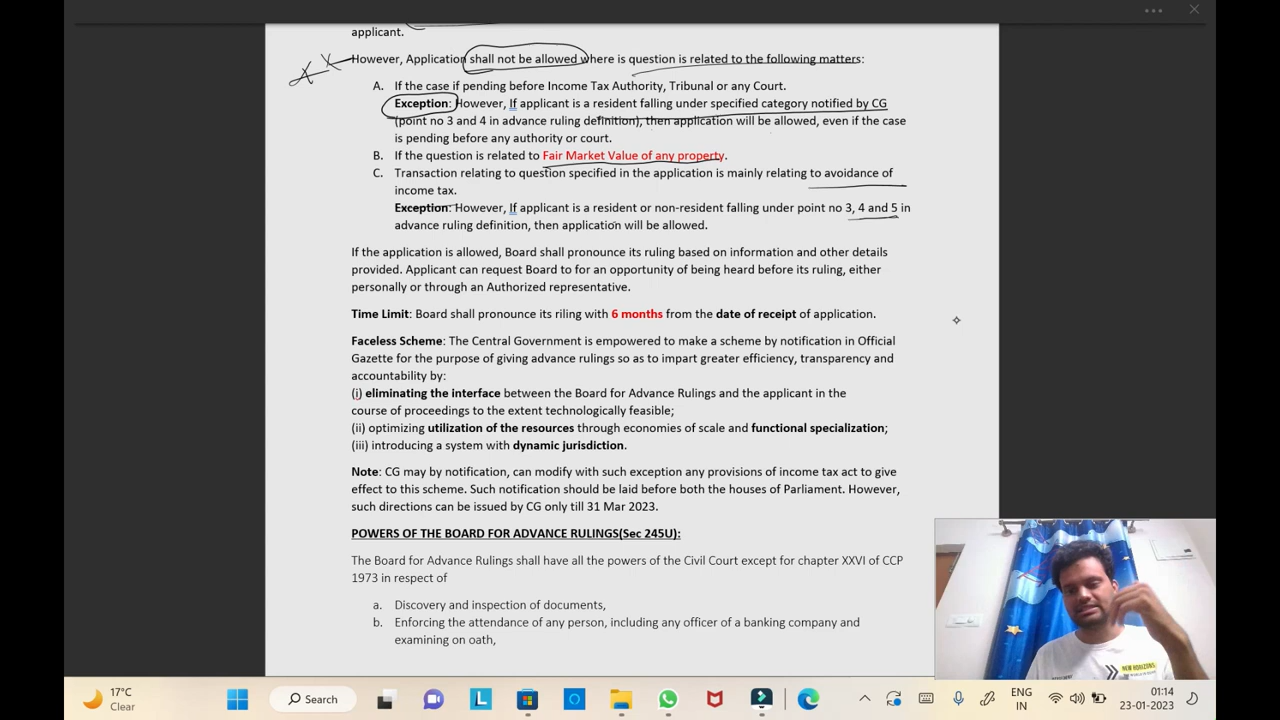 applicant.
However, Application shall not be allowed where is question is related to the following matters:
A. If the case if pending before Income Tax Authority, Tribunal or any Court.
Exception: However, If applicant is a resident falling under specified category notified by CG
(point no 3 and 4 in advance ruling definition), then application will be allowed, even if the case
is pending before any authority or court.
B. If the question is related to Fair Market Value of any property.
C. Transaction relating to question specified in the application is mainly relating to avoidance of
income tax.
Exception: However, If applicant is a resident or non-resident falling under point no 3, 4 and 5 in
advance ruling definition, then application will be allowed.
If the application is allowed, Board shall pronounce its ruling based on information and other details
provided. Applicant can request Board to for an opportunity of being heard before its ruling, either
personally or through an Authorized representative.
Time Limit: Board shall pronounce its riling with 6 months from the date of receipt of application.
Faceless Scheme: The Central Government is empowered to make a scheme by notification in Official
Gazette for the purpose of giving advance rulings so as to impart greater efficiency, transparency and
accountability by:
(i) eliminating the interface between the Board for Advance Rulings and the applicant in the
course of proceedings to the extent technologically feasible;
(ii) optimizing utilization of the resources through economies of scale and functional specialization;
(iii) introducing a system with dynamic jurisdiction.
Note: CG may by notification, can modify with such exception any provisions of income tax act to give
effect to this scheme. Such notification should be laid before both the houses of Parliament. However,
such directions can be issued by CG only till 31 Mar 2023.
POWERS OF THE BOARD FOR ADVANCE RULINGS(Sec 245U):
The Board for Advance Rulings shall have all the powers of the Civil Court except for chapter XXVI of CCP
1973 in respect of
a. Discovery and inspection of documents,
b. Enforcing the attendance of any person, including any officer of a banking company and
examining on oath,
NEW HORIZONS
17°C
Clear
Search
ENG
IN
01:14
23-01-2023